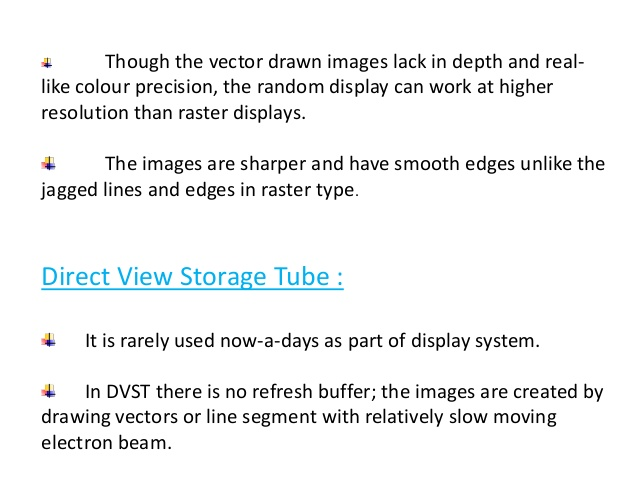 Though the vector drawn images lack in depth and real-
like colour precision, the random display can work at higher
resolution than raster displays.
The images are sharper and have smooth edges unlike the
jagged lines and edges in raster type.
Direct View Storage Tube :
It is rarely used now-a-days as part of display system.
In DVST there is no refresh buffer; the images are created by
drawing vectors or line segment with relatively slow moving
electron beam.